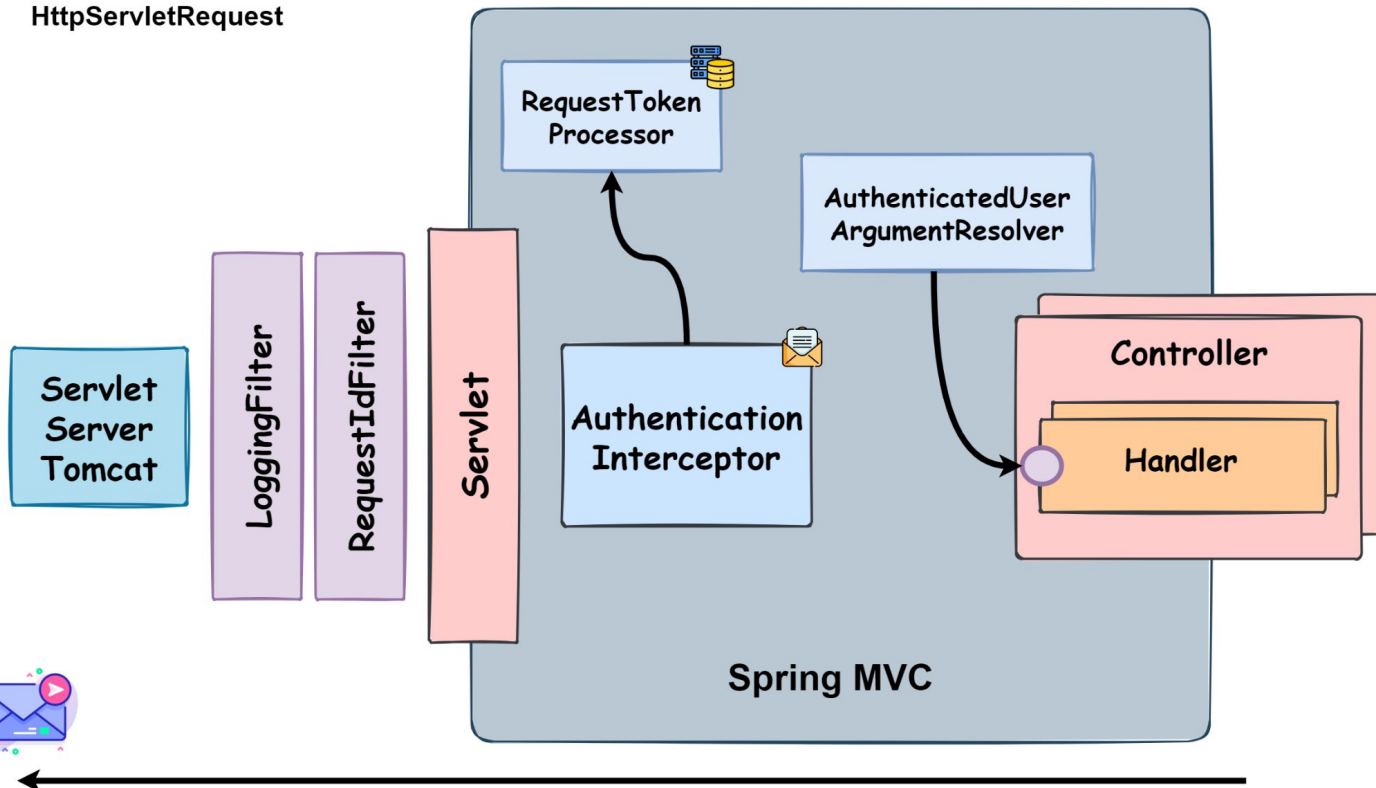 HttpServletRequest
RequestToken
Processor
AuthenticatedUser
ArgumentResolver
Servlet
Server
Tomcat
LoggingFilter
RequestIdFilter
Servlet
Authentication
Interceptor
Controller
Handler
Spring MVC